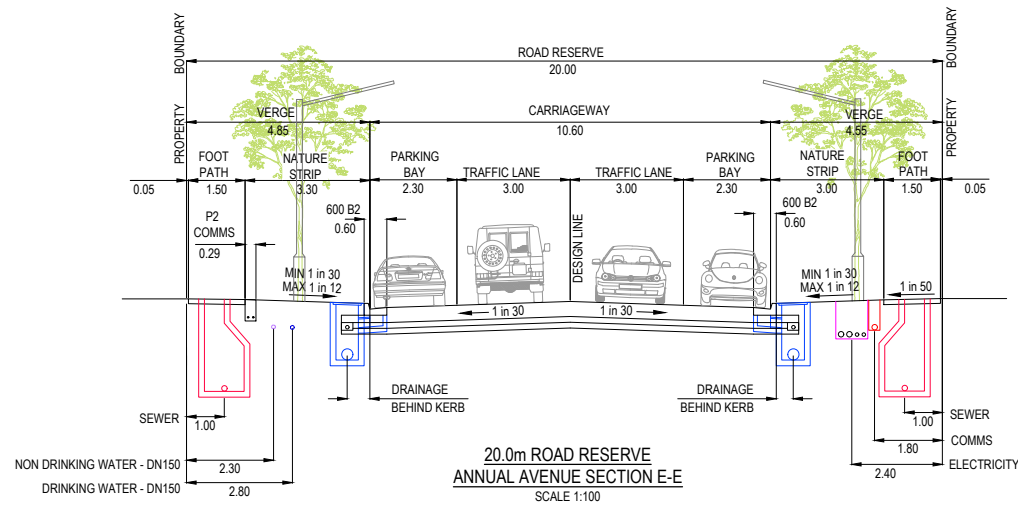 BOUNDARY
PROPERTY
BOUNDARY
PROPERTY
ROAD RESERVE
20.00
VERGE
4.85
CARRIAGEWAY
10.60
VERGE
4.55
0.05
FOOT
PATH
1.50
NATURE
STRIP
3.30
PARKING
BAY
2.30
TRAFFIC LANE
3.00
TRAFFIC LANE
3.00
PARKING
BAY
2.30
NATURE
STRIP
3.00
FOOT
PATH
1.50
0.05
P2
COMMS
0.29
600 B2
0.60
DESIGN LINE
600 B2
0.60
MIN 1 in 30
MAX 1 in 12
MIN 1 in 30
MAX 1 in 12
1 in 50
1 in 30
1 in 30
DRAINAGE
BEHIND KERB
DRAINAGE
BEHIND KERB
SEWER
1.00
NON DRINKING WATER - DN150
2.30
DRINKING WATER - DN150
2.80
SEWER
1.00
COMMS
1.80
ELECTRICITY
2.40
20.0m ROAD RESERVE
ANNUAL AVENUE SECTION E-E
SCALE 1:100